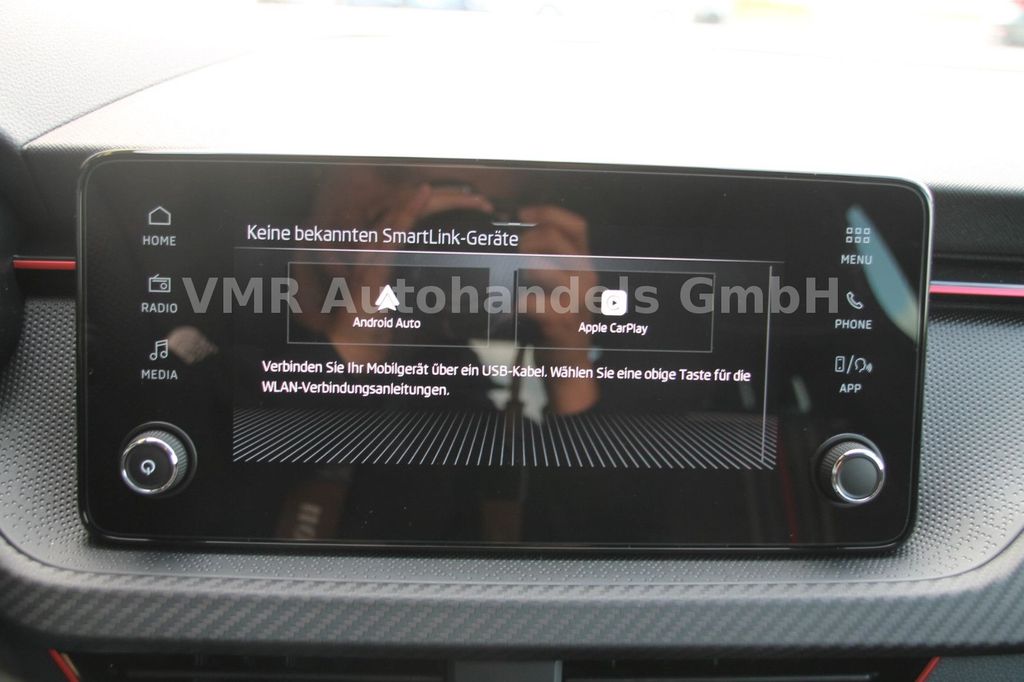 Keine bekannten SmartLink-Geräte
HOME
RADIO
MEDIA
VMR Autohandels GmbH
Android Auto
Apple CarPlay
Verbinden Sie Ihr Mobilgerät über ein USB-Kabel. Wählen Sie eine obige Taste für die
WLAN-Verbindungsanleitungen.
MENU
PHONE
APP